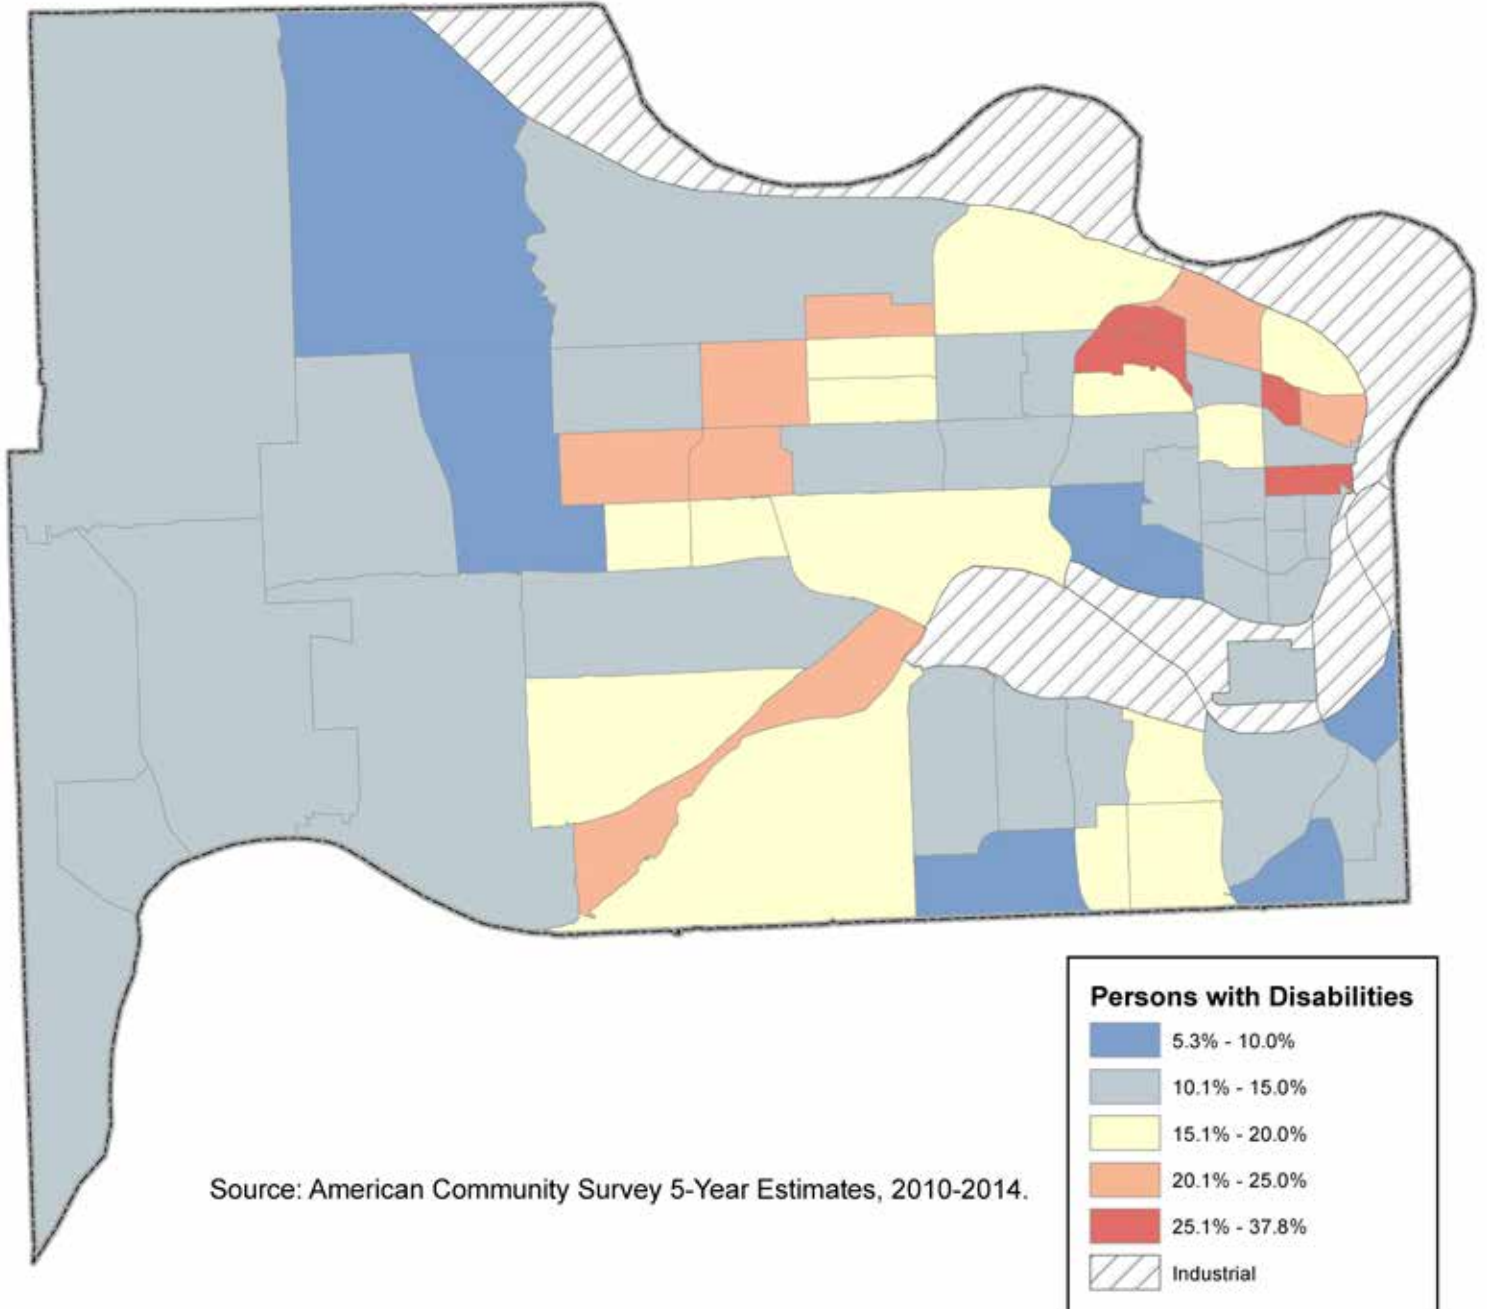 Persons with Disabilities
5.3% - 10.0%
10.1% - 15.0%
15.1% - 20.0%
20.1% - 25.0%
25.1% - 37.8%
Industrial
Source: American Community Survey 5-Year Estimates, 2010-2014.